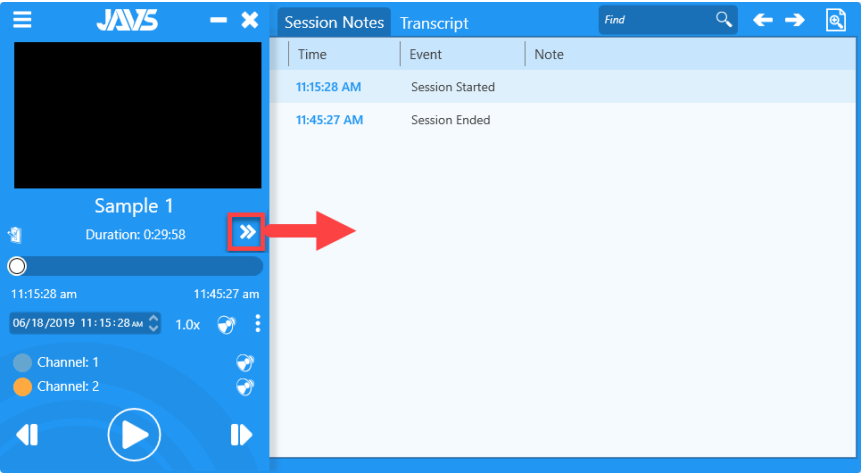 JAVS
Session Notes Transcript Find
Time Event Note
11:15:28 AM Session Started
11:45:27 AM Session Ended
Sample 1
Duration: 0:29:58
11:15:28 am 11:45:27 am
06/18/2019 11:15:28 AM 1.0x
Channel: 1
Channel: 2